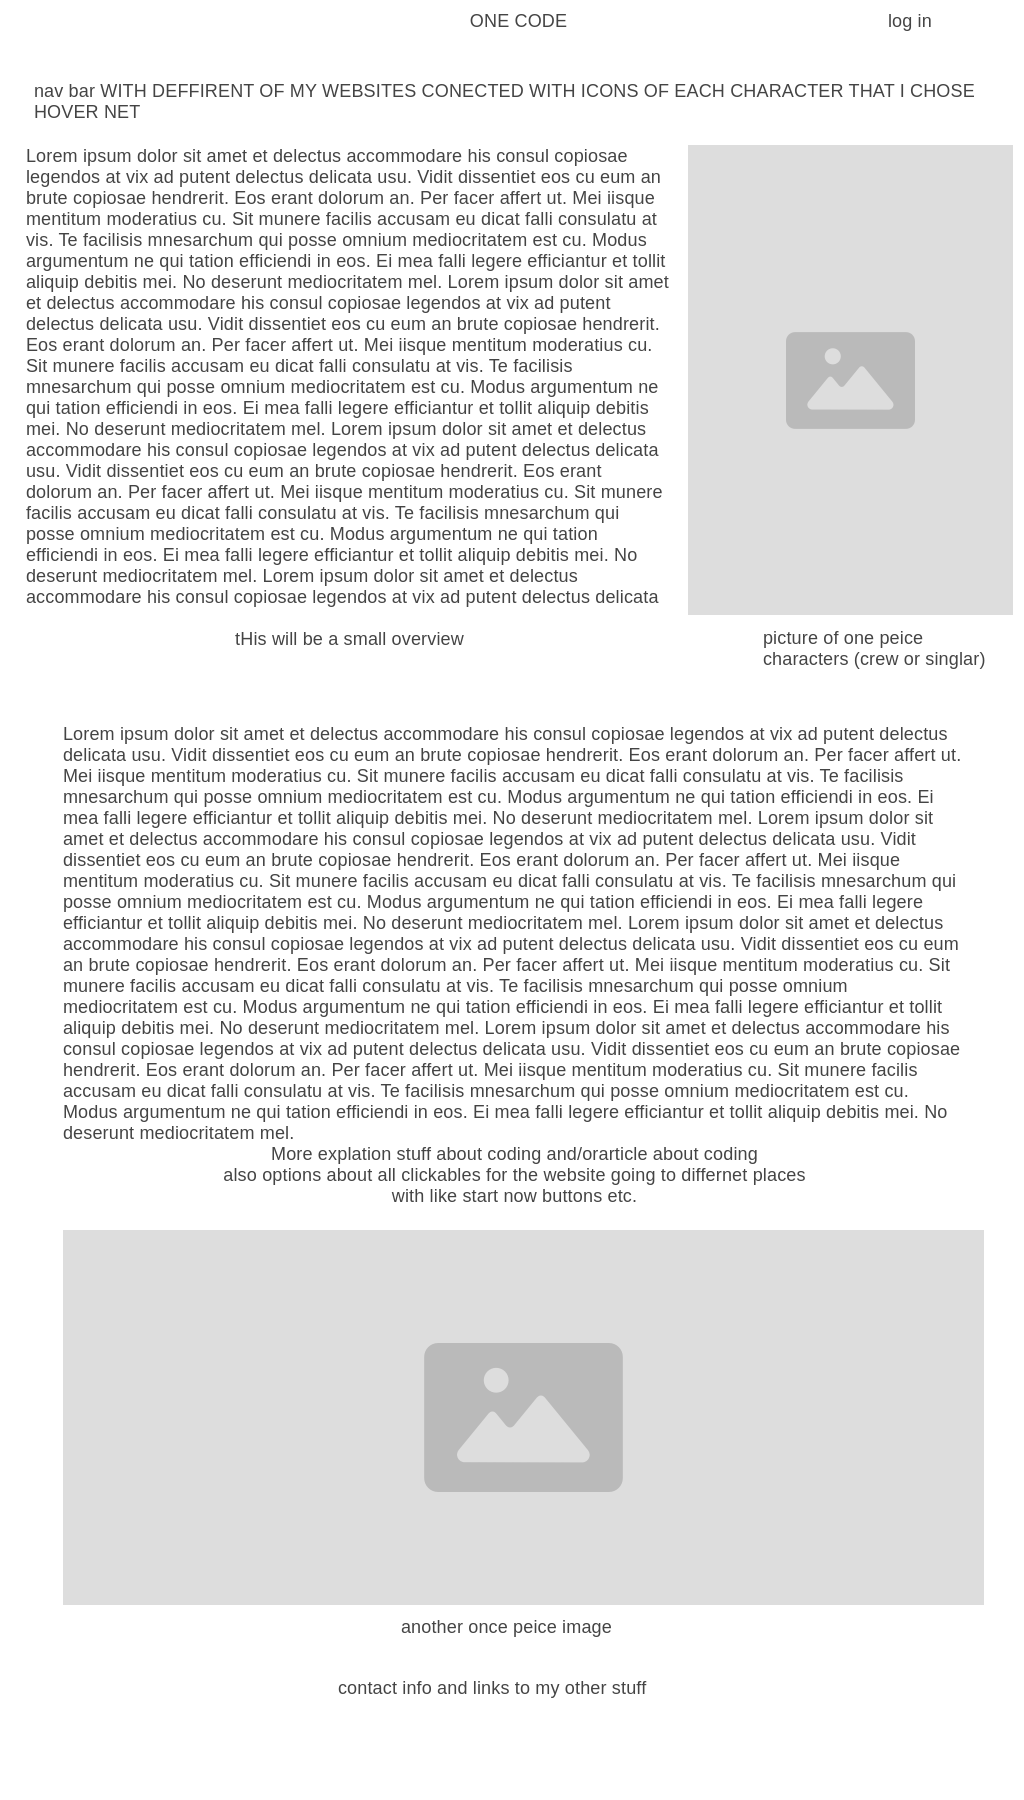 ONE CODE
log in
nav bar WITH DEFFIRENT OF MY WEBSITES CONECTED WITH ICONS OF EACH CHARACTER THAT I CHOSE
HOVER NET
Lorem ipsum dolor sit amet et delectus accommodare his consul copiosae
legendos at vix ad putent delectus delicata usu. Vidit dissentiet eos cu eum an
brute copiosae hendrerit. Eos erant dolorum an. Per facer affert ut. Mei iisque
mentitum moderatius cu. Sit munere facilis accusam eu dicat falli consulatu at
vis. Te facilisis mnesarchum qui posse omnium mediocritatem est cu. Modus
argumentum ne qui tation efficiendi in eos. Ei mea falli legere efficiantur et tollit
aliquip debitis mei. No deserunt mediocritatem mel. Lorem ipsum dolor sit amet
et delectus accommodare his consul copiosae legendos at vix ad putent
delectus delicata usu. Vidit dissentiet eos cu eum an brute copiosae hendrerit.
Eos erant dolorum an. Per facer affert ut. Mei iisque mentitum moderatius cu.
Sit munere facilis accusam eu dicat falli consulatu at vis. Te facilisis
mnesarchum qui posse omnium mediocritatem est cu. Modus argumentum ne
qui tation efficiendi in eos. Ei mea falli legere efficiantur et tollit aliquip debitis
mei. No deserunt mediocritatem mel. Lorem ipsum dolor sit amet et delectus
accommodare his consul copiosae legendos at vix ad putent delectus delicata
usu. Vidit dissentiet eos cu eum an brute copiosae hendrerit. Eos erant
dolorum an. Per facer affert ut. Mei iisque mentitum moderatius cu. Sit munere
facilis accusam eu dicat falli consulatu at vis. Te facilisis mnesarchum qui
posse omnium mediocritatem est cu. Modus argumentum ne qui tation
efficiendi in eos. Ei mea falli legere efficiantur et tollit aliquip debitis mei. No
deserunt mediocritatem mel. Lorem ipsum dolor sit amet et delectus
accommodare his consul copiosae legendos at vix ad putent delectus delicata
tHis will be a small overview
picture of one peice
characters (crew or singlar)
Lorem ipsum dolor sit amet et delectus accommodare his consul copiosae legendos at vix ad putent delectus
delicata usu. Vidit dissentiet eos cu eum an brute copiosae hendrerit. Eos erant dolorum an. Per facer affert ut.
Mei iisque mentitum moderatius cu. Sit munere facilis accusam eu dicat falli consulatu at vis. Te facilisis
mnesarchum qui posse omnium mediocritatem est cu. Modus argumentum ne qui tation efficiendi in eos. Ei
mea falli legere efficiantur et tollit aliquip debitis mei. No deserunt mediocritatem mel. Lorem ipsum dolor sit
amet et delectus accommodare his consul copiosae legendos at vix ad putent delectus delicata usu. Vidit
dissentiet eos cu eum an brute copiosae hendrerit. Eos erant dolorum an. Per facer affert ut. Mei iisque
mentitum moderatius cu. Sit munere facilis accusam eu dicat falli consulatu at vis. Te facilisis mnesarchum qui
posse omnium mediocritatem est cu. Modus argumentum ne qui tation efficiendi in eos. Ei mea falli legere
efficiantur et tollit aliquip debitis mei. No deserunt mediocritatem mel. Lorem ipsum dolor sit amet et delectus
accommodare his consul copiosae legendos at vix ad putent delectus delicata usu. Vidit dissentiet eos cu eum
an brute copiosae hendrerit. Eos erant dolorum an. Per facer affert ut. Mei iisque mentitum moderatius cu. Sit
munere facilis accusam eu dicat falli consulatu at vis. Te facilisis mnesarchum qui posse omnium
mediocritatem est cu. Modus argumentum ne qui tation efficiendi in eos. Ei mea falli legere efficiantur et tollit
aliquip debitis mei. No deserunt mediocritatem mel. Lorem ipsum dolor sit amet et delectus accommodare his
consul copiosae legendos at vix ad putent delectus delicata usu. Vidit dissentiet eos cu eum an brute copiosae
hendrerit. Eos erant dolorum an. Per facer affert ut. Mei iisque mentitum moderatius cu. Sit munere facilis
accusam eu dicat falli consulatu at vis. Te facilisis mnesarchum qui posse omnium mediocritatem est cu.
Modus argumentum ne qui tation efficiendi in eos. Ei mea falli legere efficiantur et tollit aliquip debitis mei. No
deserunt mediocritatem mel.
More explation stuff about coding and/orarticle about coding
also options about all clickables for the website going to differnet places
with like start now buttons etc.
another once peice image
contact info and links to my other stuff